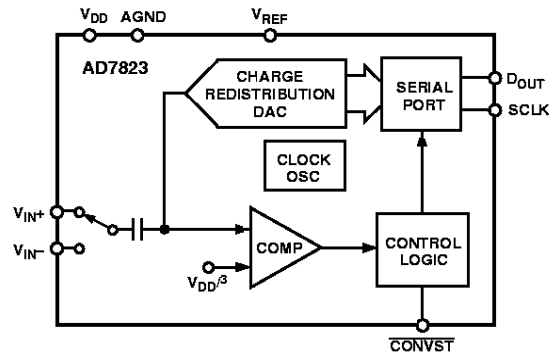 VDD AGND VREF
AD7823
CHARGE
REDISTRIBUTION
DAC
SERIAL
PORT
DOUT
SCLK
CLOCK
OSC
VIN+
VIN−
COMP
VDD/3
CONTROL
LOGIC
CONVST